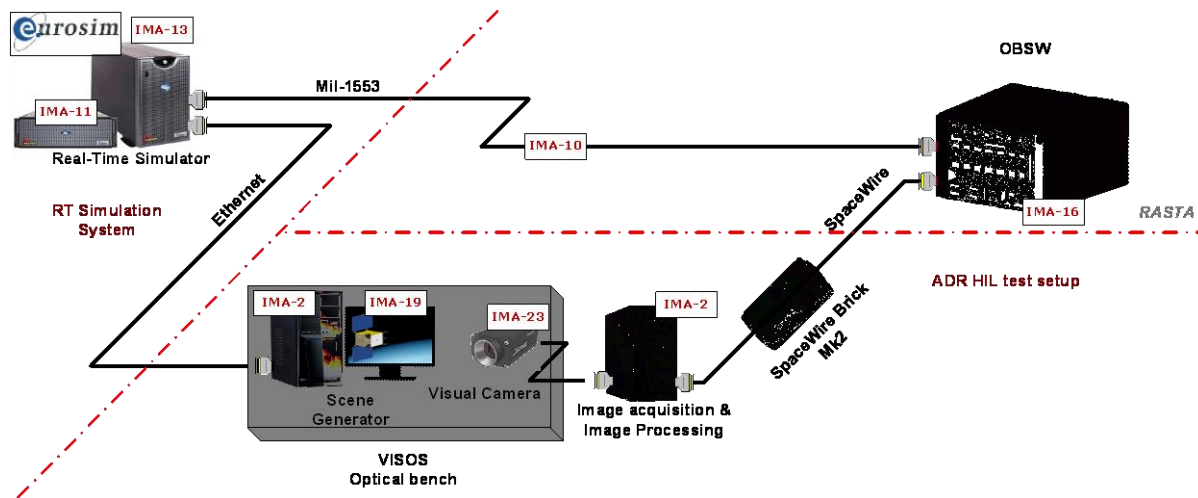 eurosim
IMA-13
OBSW
Mil-1553
IMA-11
IMA-10
Real-Time Simulator
Ethernet
SpaceWire
IMA-16
RT Simulation
System
RASTA
ADR HIL test setup
IMA-2
IMA-19
IMA-23
IMA-2
SpaceWire Brick
Mk2
Visual Camera
Scene
Generator
Image acquisition &
Image Processing
VISOS
Optical bench